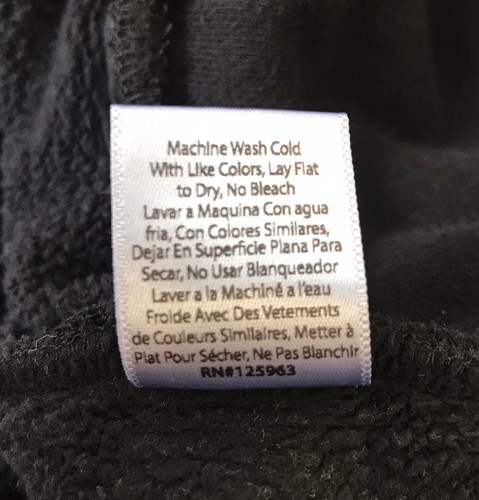 Machine Wash Cold
With Like Colors, Lay Flat
to Dry, No Bleach
Lavar a Maquina Con agua
fria, Con Colores Similares,
Dejar En Superficie Plana Para
Secar, No Usar Blanqueador
Laver a la Machiné a l'eau
Froide Avec Des Vetements
de Couleurs Similaires, Metter à
Plat Pour Sécher, Ne Pas Blanchir
RN#125963